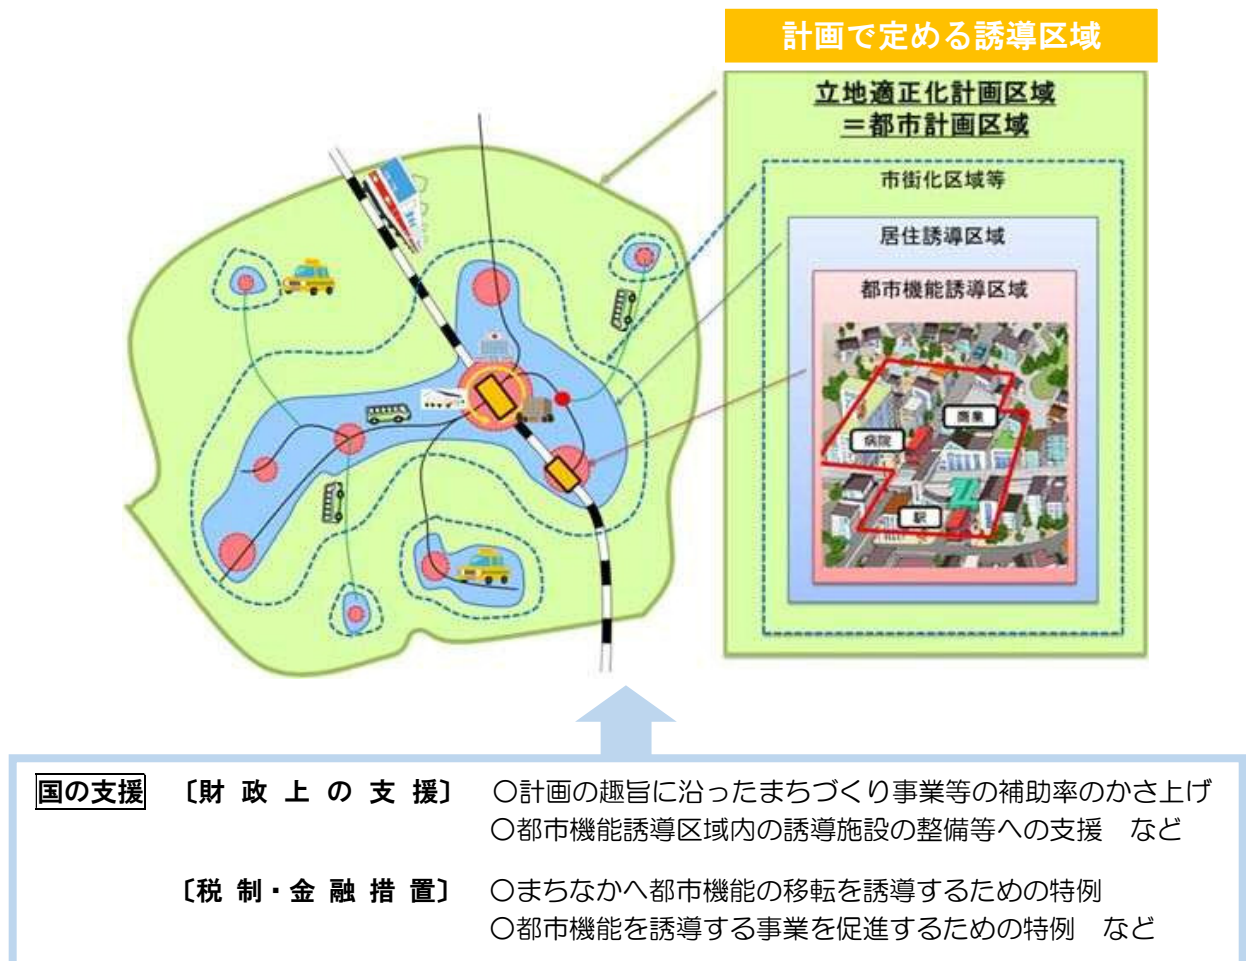 計画で定める誘導区域
立地適正化計画区域
＝都市計画区域
市街化区域等
居住誘導区域
都市機能誘導区域
商業
病院
駅
国の支援 〔財政上の支援〕 ○計画の趣旨に沿ったまちづくり事業等の補助率のかさ上げ
○都市機能誘導区域内の誘導施設の整備等への支援 など
〔税制・金融措置〕 ○まちなかへ都市機能の移転を誘導するための特例
○都市機能を誘導する事業を促進するための特例 など